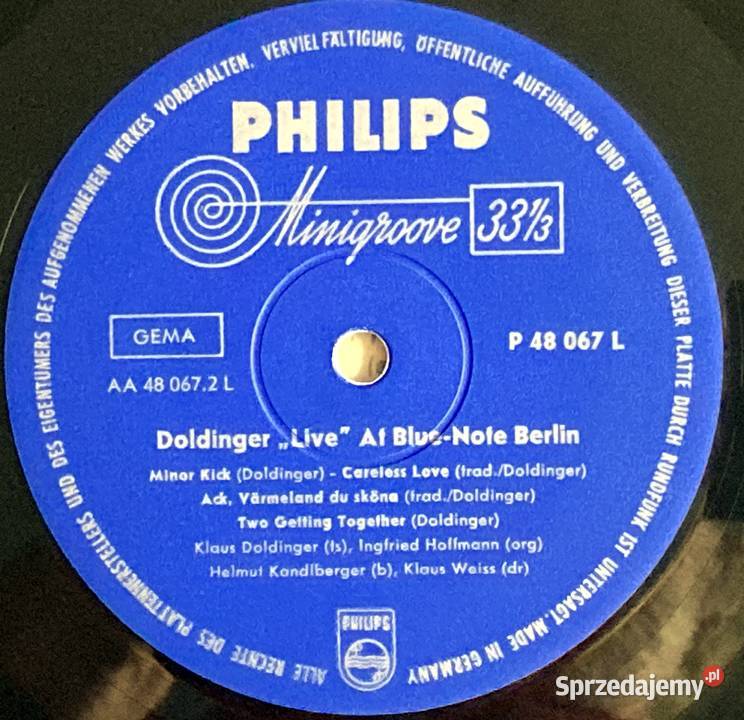 ALLE RECHTE DES PLATTENHERSTELLERS UND DES EIGENTUMERS DES AUFGENOMMENEN WERKES VORBEHALTEN. VERVIELFÄLTIGUNG, ÖFFENTLICHE AUFFÜHRUNG UND VERBREITUNG DIESER PLATTE DURCH RUNDFUNK IST UNTERSAGT. MADE IN GERMANY
PHILIPS
Minigroove 33⅓
GEMA
P 48 067 L
AA 48 067.2 L
Doldinger „Live” At Blue-Note Berlin
Minor Kick (Doldinger) - Careless Love (trad./Doldinger)
Ack, Värmeland du sköna (trad./Doldinger)
Two Getting Together (Doldinger)
Klaus Doldinger (ts), Ingfried Hoffmann (org)
Helmut Kandlberger (b), Klaus Weiss (dr)
PHILIPS
Sprzedajemy.pl